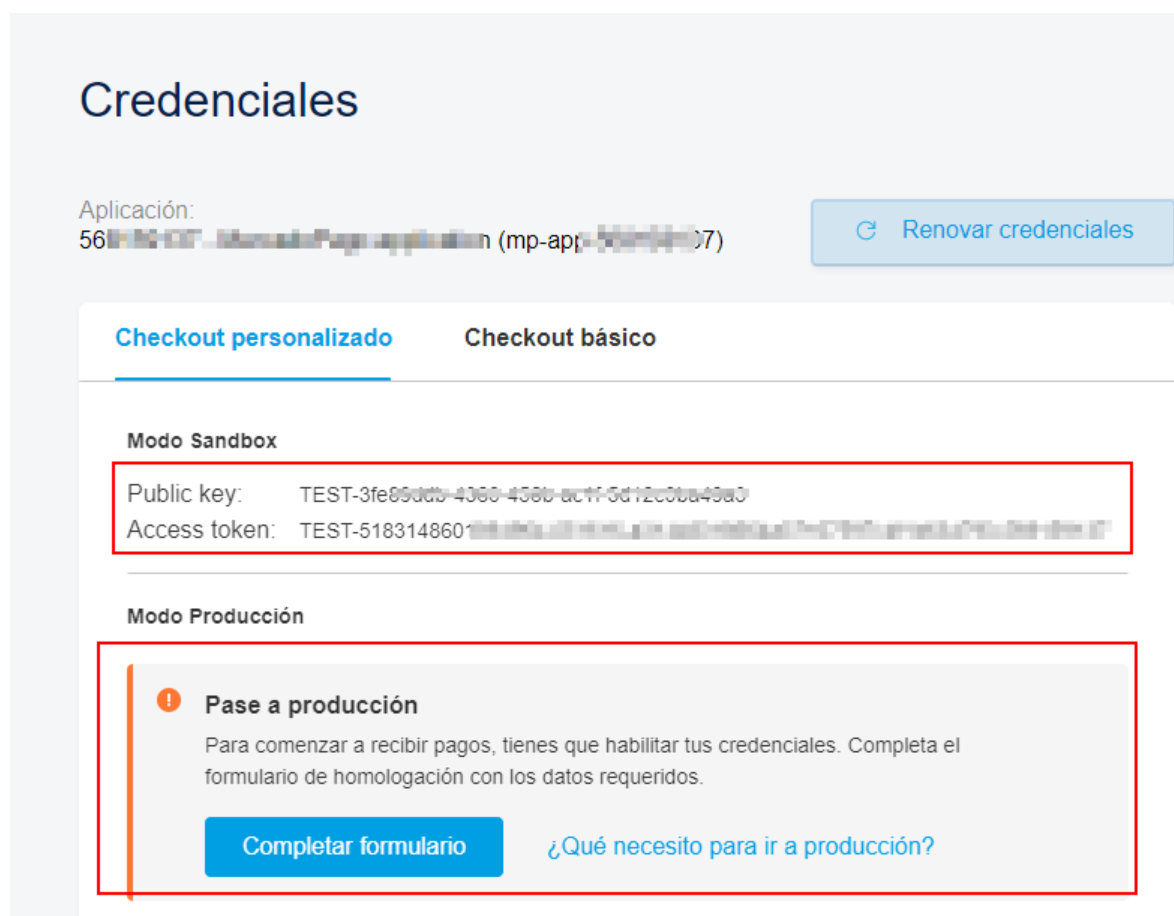 Credenciales
Aplicación:
(mp-app-
Renovar credenciales
Checkout personalizado Checkout básico
Modo Sandbox
Public key:
Access token:
Modo Producción
Pase a producción
Para comenzar a recibir pagos, tienes que habilitar tus credenciales. Completa el
formulario de homologación con los datos requeridos.
Completar formulario ¿Qué necesito para ir a producción?